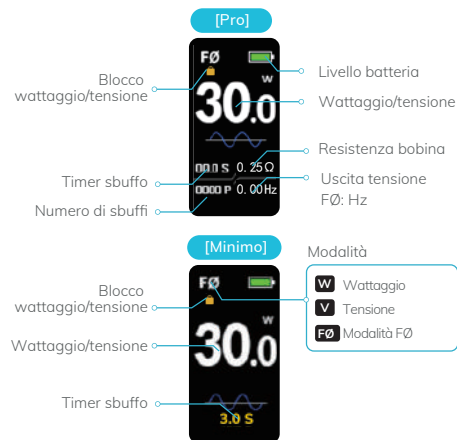 [Pro]
FØ
W
30.0
00.0 S 0.25Ω
0000 P 0.00Hz
Blocco
wattaggio/tensione
Timer sbuffo
Numero di sbuffi
Livello batteria
Wattaggio/tensione
Resistenza bobina
Uscita tensione
FØ: Hz
[Minimo]
FØ
W
30.0
3.0 S
Blocco
wattaggio/tensione
Wattaggio/tensione
Timer sbuffo
Modalità
W Wattaggio
V Tensione
FØ Modalità FØ